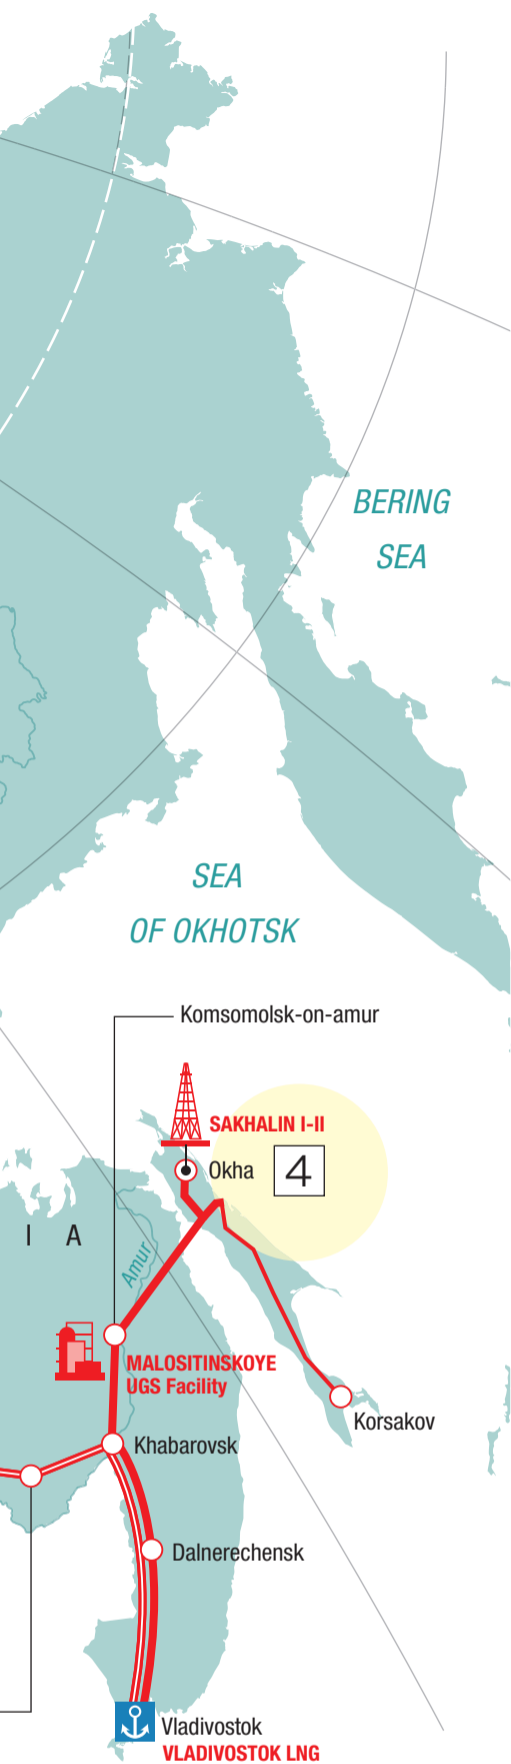 BERING
SEA
SEA
OF OKHOTSK
Komsomolsk-on-amur
SAKHALIN I-II
Okha
4
I A
Amur
MALOSITINSKOYE
UGS Facility
Korsakov
Khabarovsk
Dalnerechensk
Vladivostok
VLADIVOSTOK LNG